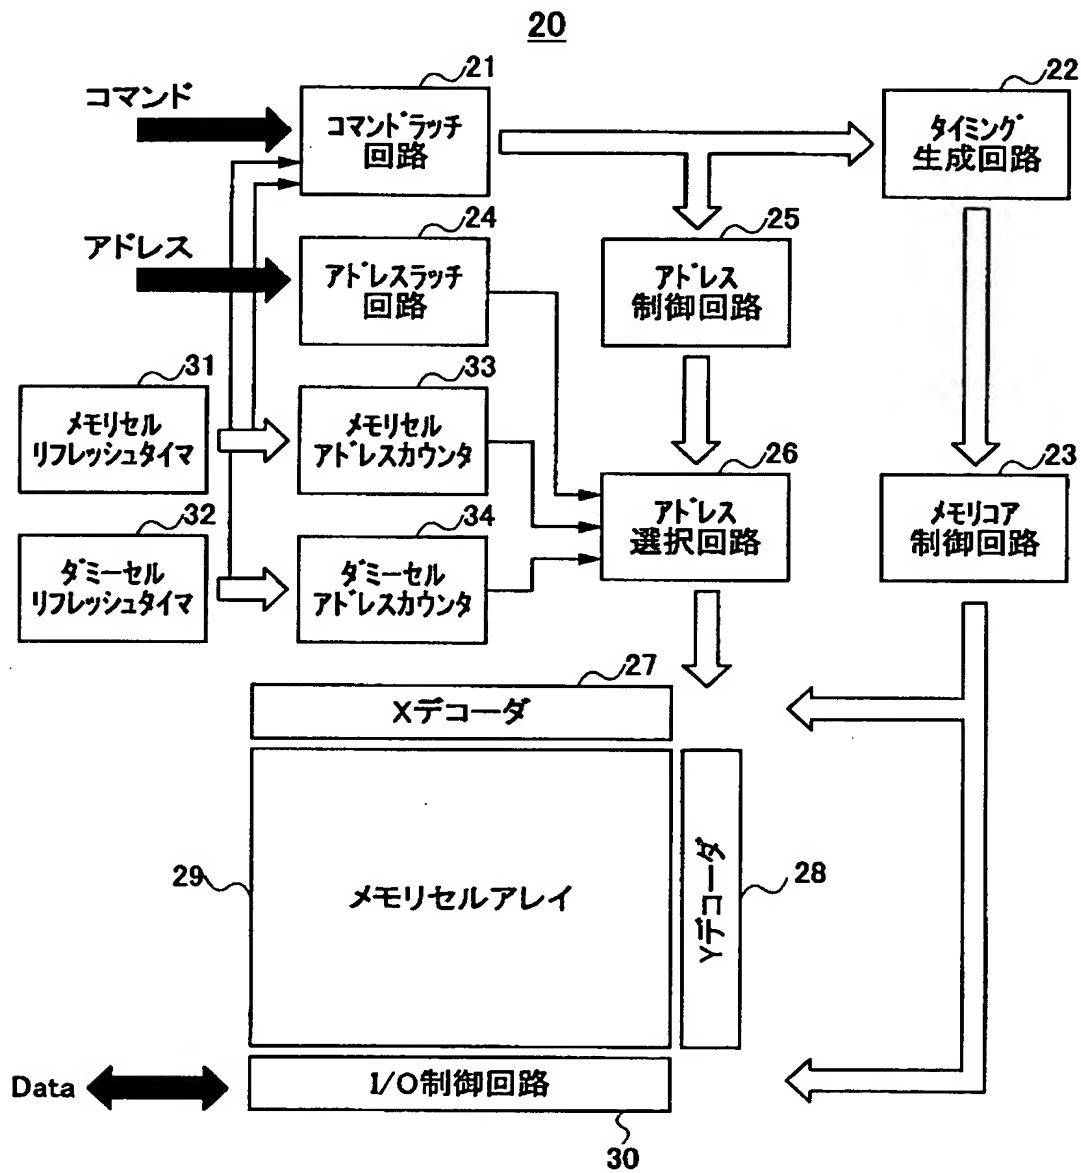 20
21
コマンド
コマンドラッチ
回路
22
タイミング
生成回路
24
アドレス
アドレスラッチ
回路
25
アドレス
制御回路
31
メモリセル
リフレッシュタイマ
33
メモリセル
アドレスカウンタ
26
アドレス
選択回路
23
メモリコア
制御回路
32
ダミーセル
リフレッシュタイマ
34
ダミーセル
アドレスカウンタ
27
Xデコーダ
29
メモリセルアレイ
Yデコーダ
28
Data
I/O制御回路
30